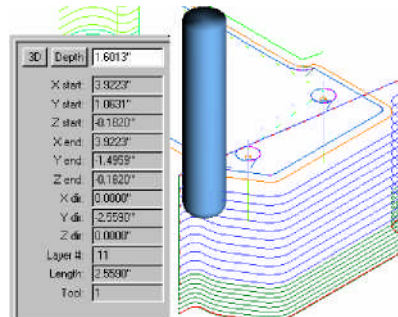 3D Depth 1.6013"
X start: 3.9223"
Y start: 1.0631"
Z start: -0.1820"
X end: 3.9223"
Y end: -1.4959"
Z end: -0.1820"
X dir: 0.0000"
Y dir: -2.5590"
Z dir: 0.0000"
Layer #: 11
Length: 2.5590"
Tool: 1